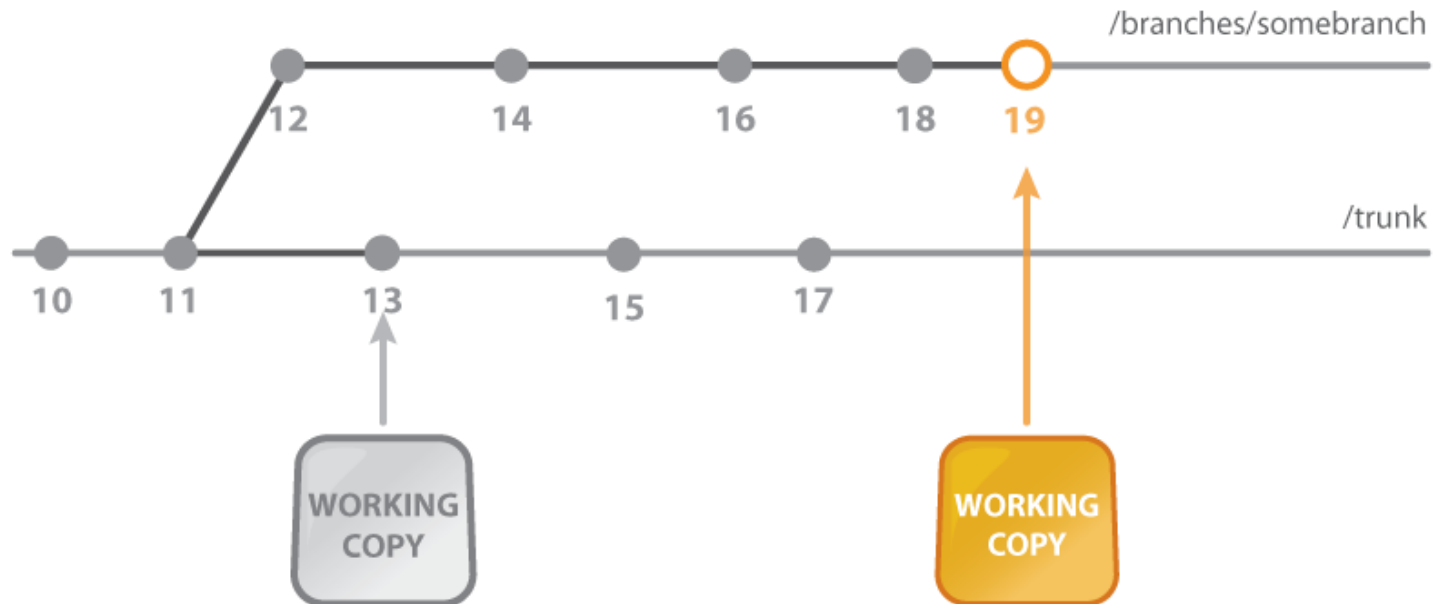 /branches/somebranch
12 14 16 18 19
/trunk
10 11 13 15 17
WORKING
COPY
WORKING
COPY